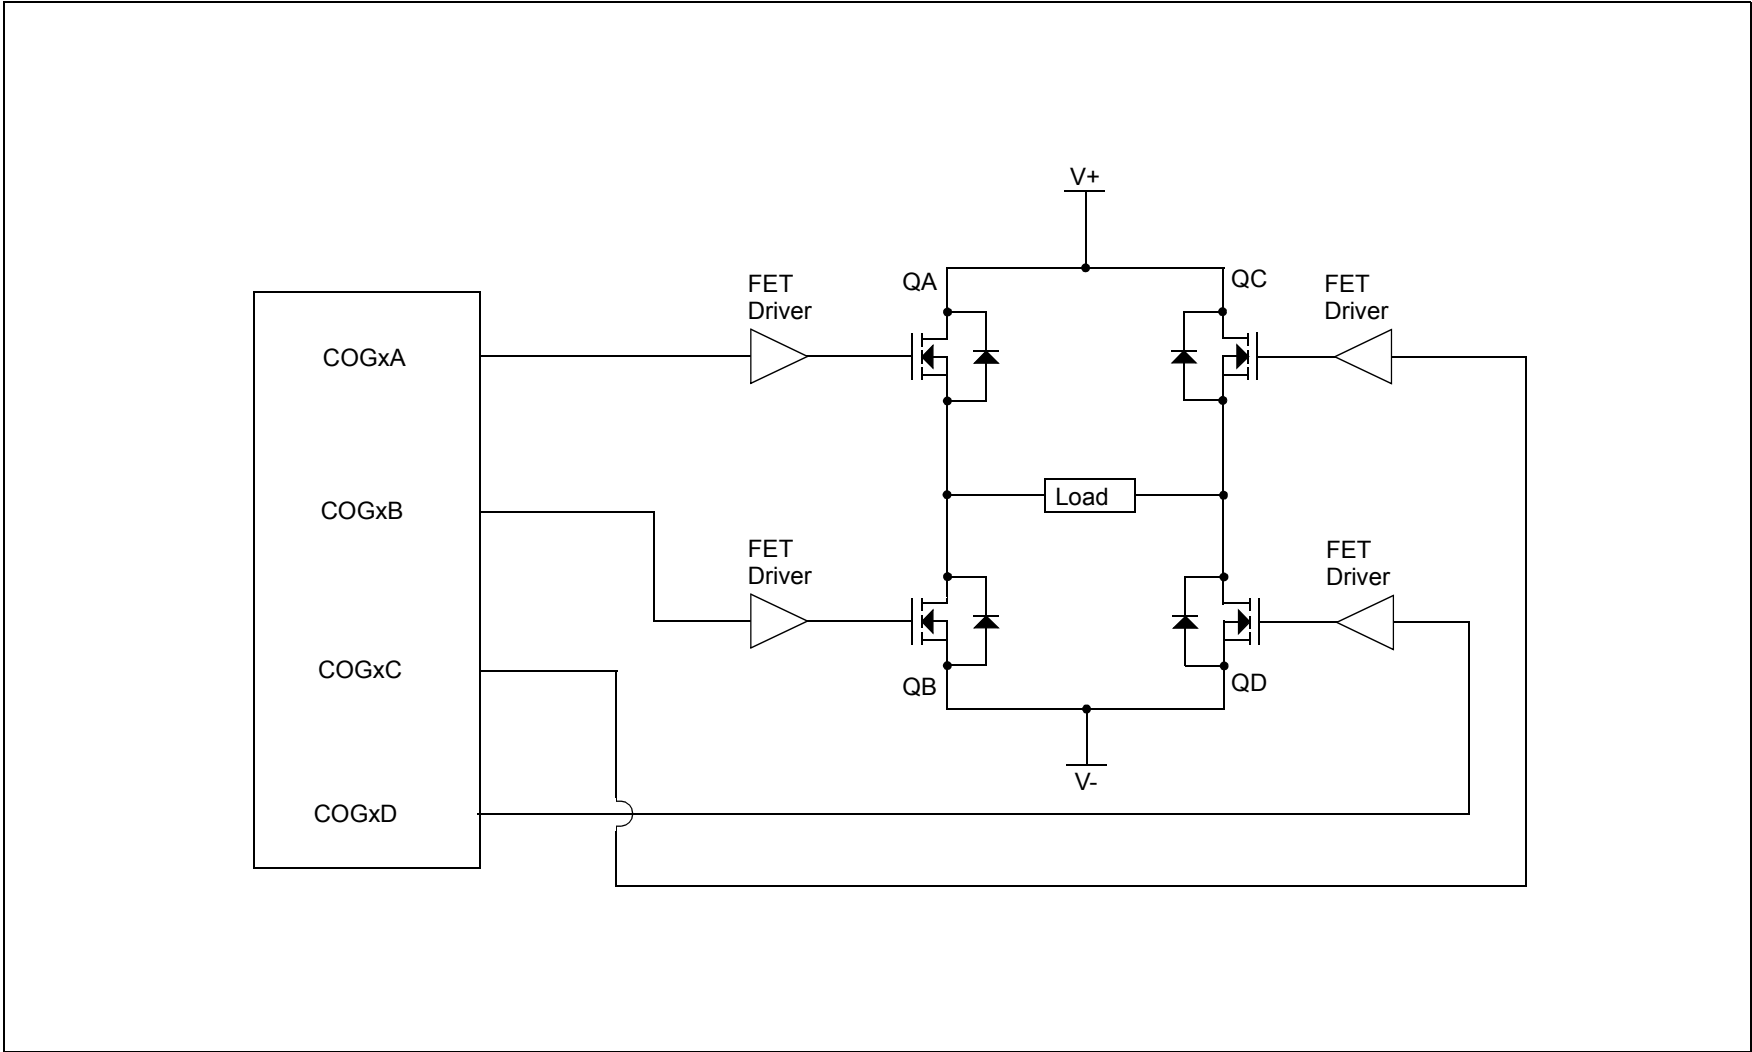 V+
QA
QC
FET
Driver
FET
Driver
COGxA
COGxB
Load
FET
Driver
FET
Driver
COGxC
QB
QD
V-
COGxD